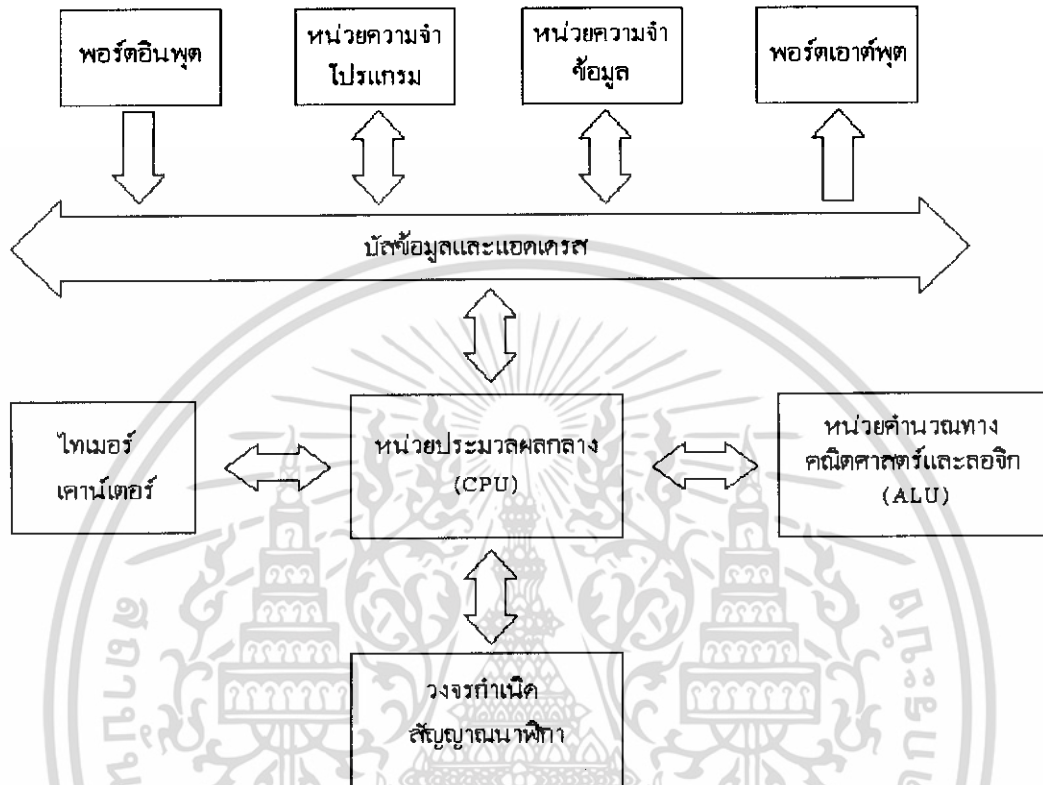 พอร์ตอินพุต
หน่วยความจำ
โปรแกรม
หน่วยความจำ
ข้อมูล
พอร์ตเอาต์พุต
บัสข้อมูลและแอดเดรส
ไทเมอร์
เคาน์เตอร์
หน่วยประมวลผลกลาง
(CPU)
หน่วยคำนวณทาง
คณิตศาสตร์และลอจิก
(ALU)
วงจรกำเนิด
สัญญาณนาฬิกา